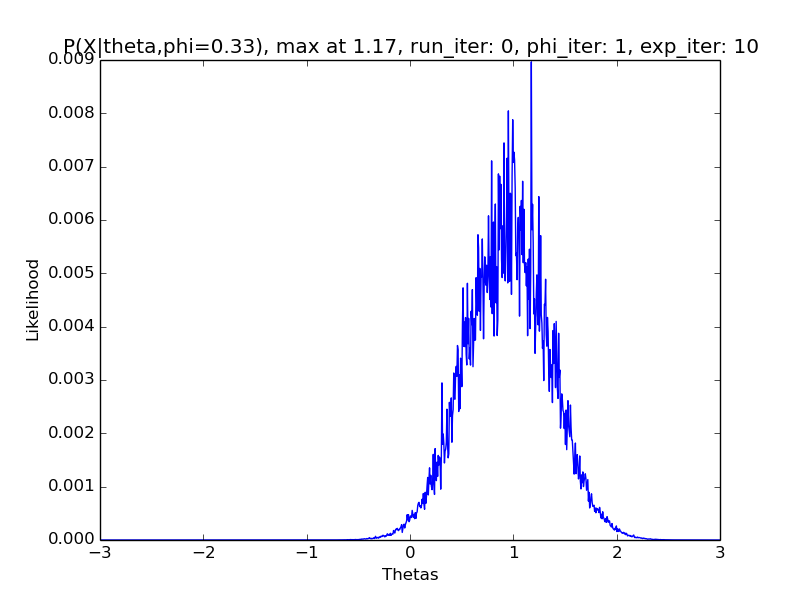 P(X|theta,phi=0.33), max at 1.17, run_iter: 0, phi_iter: 1, exp_iter: 10
0.009
0.008
0.007
0.006
0.005
0.004
0.003
0.002
0.001
0.000
Likelihood
−3 −2 −1 0 1 2 3
Thetas